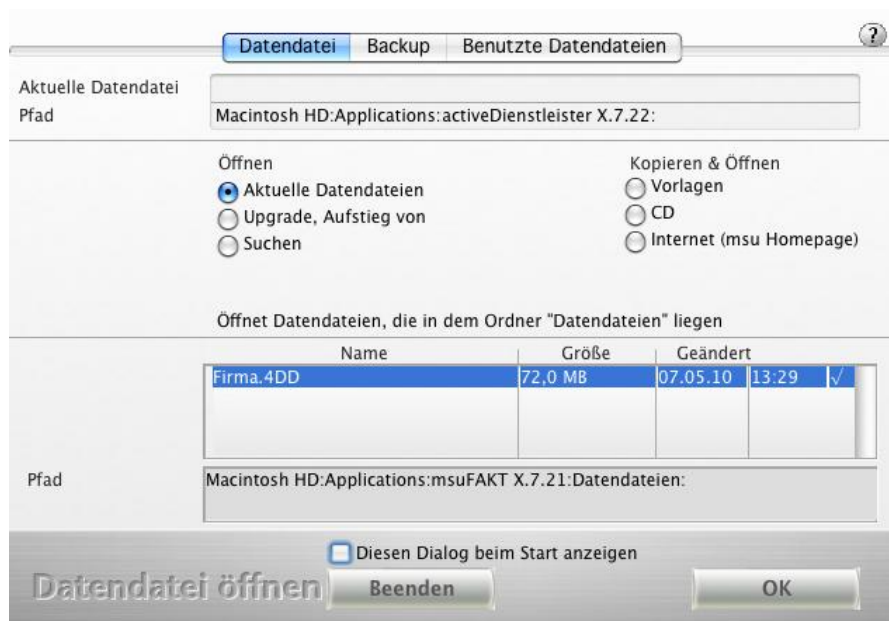 ?
Datendatei Backup Benutzte Datendateien
Aktuelle Datendatei
Pfad Macintosh HD:Applications:activeDienstleister X.7.22:
Öffnen Kopieren & Öffnen
Aktuelle Datendateien Vorlagen
Upgrade, Aufstieg von CD
Suchen Internet (msu Homepage)
Öffnet Datendateien, die in dem Ordner "Datendateien" liegen
Name Größe Geändert
Firma.4DD 72,0 MB 07.05.10 13:29 √
Pfad Macintosh HD:Applications:msuFAKT X.7.21:Datendateien:
Diesen Dialog beim Start anzeigen
Datendatei öffnen Beenden OK